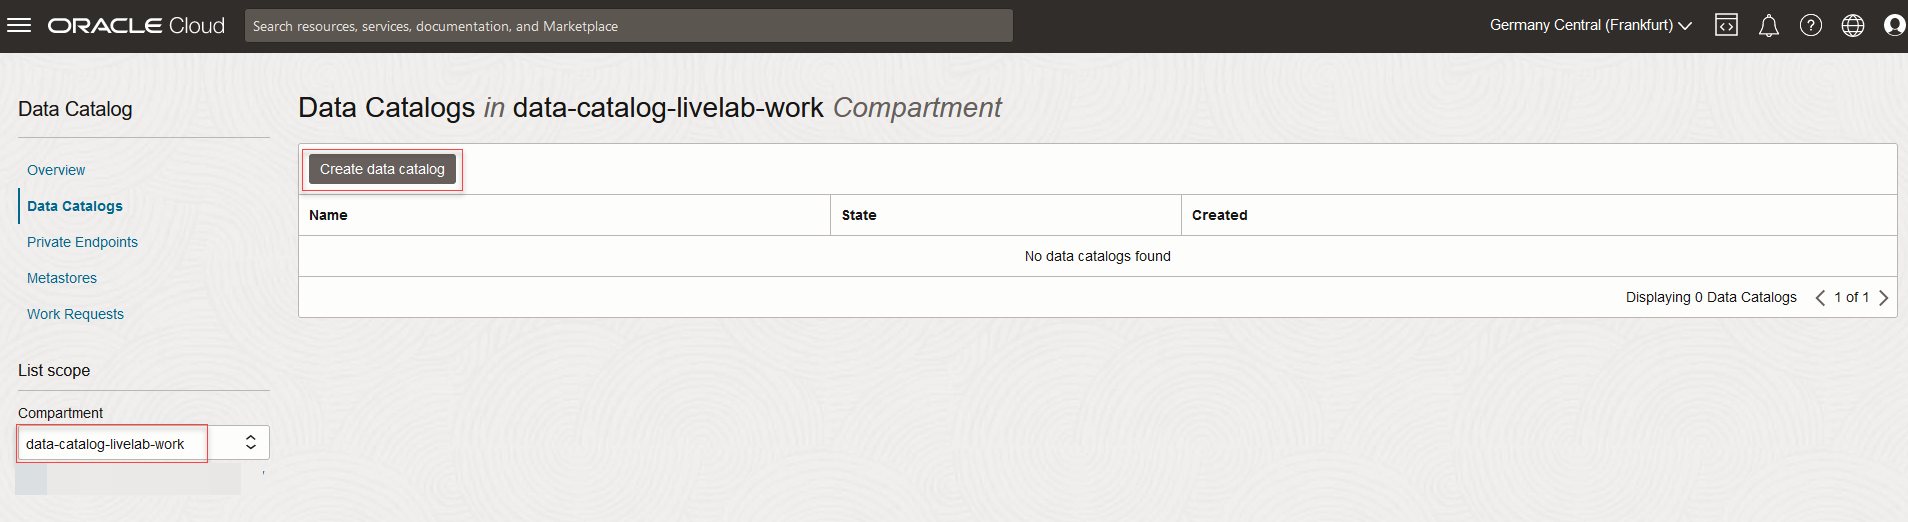 ORACLE Cloud
Search resources, services, documentation, and Marketplace
Germany Central (Frankfurt)
Data Catalog
Overview
Data Catalogs
Private Endpoints
Metastores
Work Requests
List scope
Compartment
data-catalog-livelab-work
Data Catalogs in data-catalog-livelab-work Compartment
Create data catalog
Name State Created
No data catalogs found
Displaying 0 Data Catalogs 1 of 1